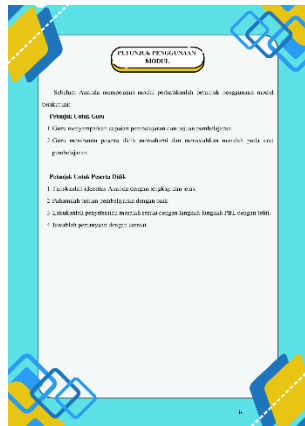 PETUNJUK PENGGUNAAN
MODUL
Sebelum Ananda mempelajari modul perhatikanlah petunjuk penggunaan modul
berikut ini:
Petunjuk Untuk Guru
1 Guru menyampaikan capaian pembelajaran dan tujuan pembelajaran
2 Guru membantu peserta didik memahami dan memecahkan masalah pada saat
pembelajaran.
Petunjuk Untuk Peserta Didik
1 Tuliskanlah identitas Ananda dengan lengkap dan jelas.
2 Pahamilah tujuan pembelajaran dengan baik.
3 Lakukanlah penyelesaian masalah sesuai dengan langkah langkah PBL dengan teliti.
4 Jawablah pertanyaan dengan cermat